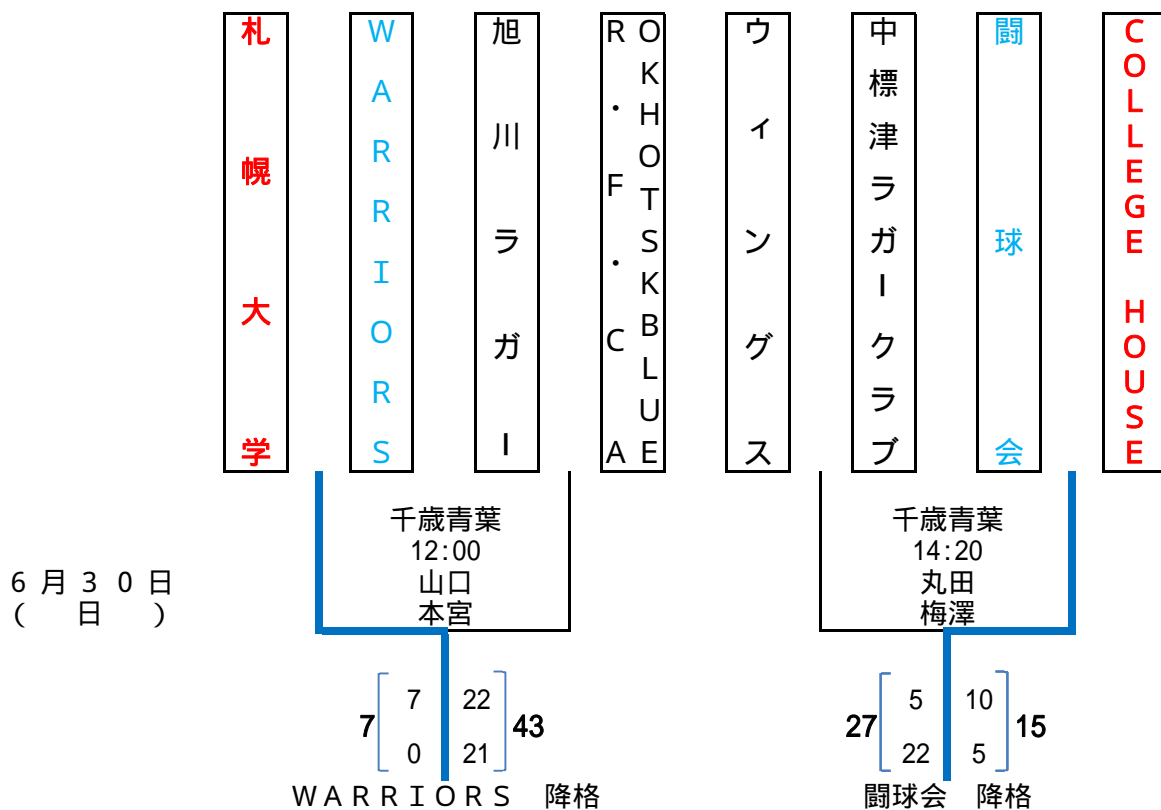 札幌大学
WARRIORS
旭川ラガー
OKHOTSKBLUE
R・F・CA
ウィングス
中標津ラガークラブ
闘球会
COLLEGE HOUSE
千歳青葉
12:00
山口
本宮
千歳青葉
14:20
丸田
梅澤
6月30日
(日)
7 22
7 43
0 21
5 10
27 15
22 5
WARRIORS 降格
闘球会 降格